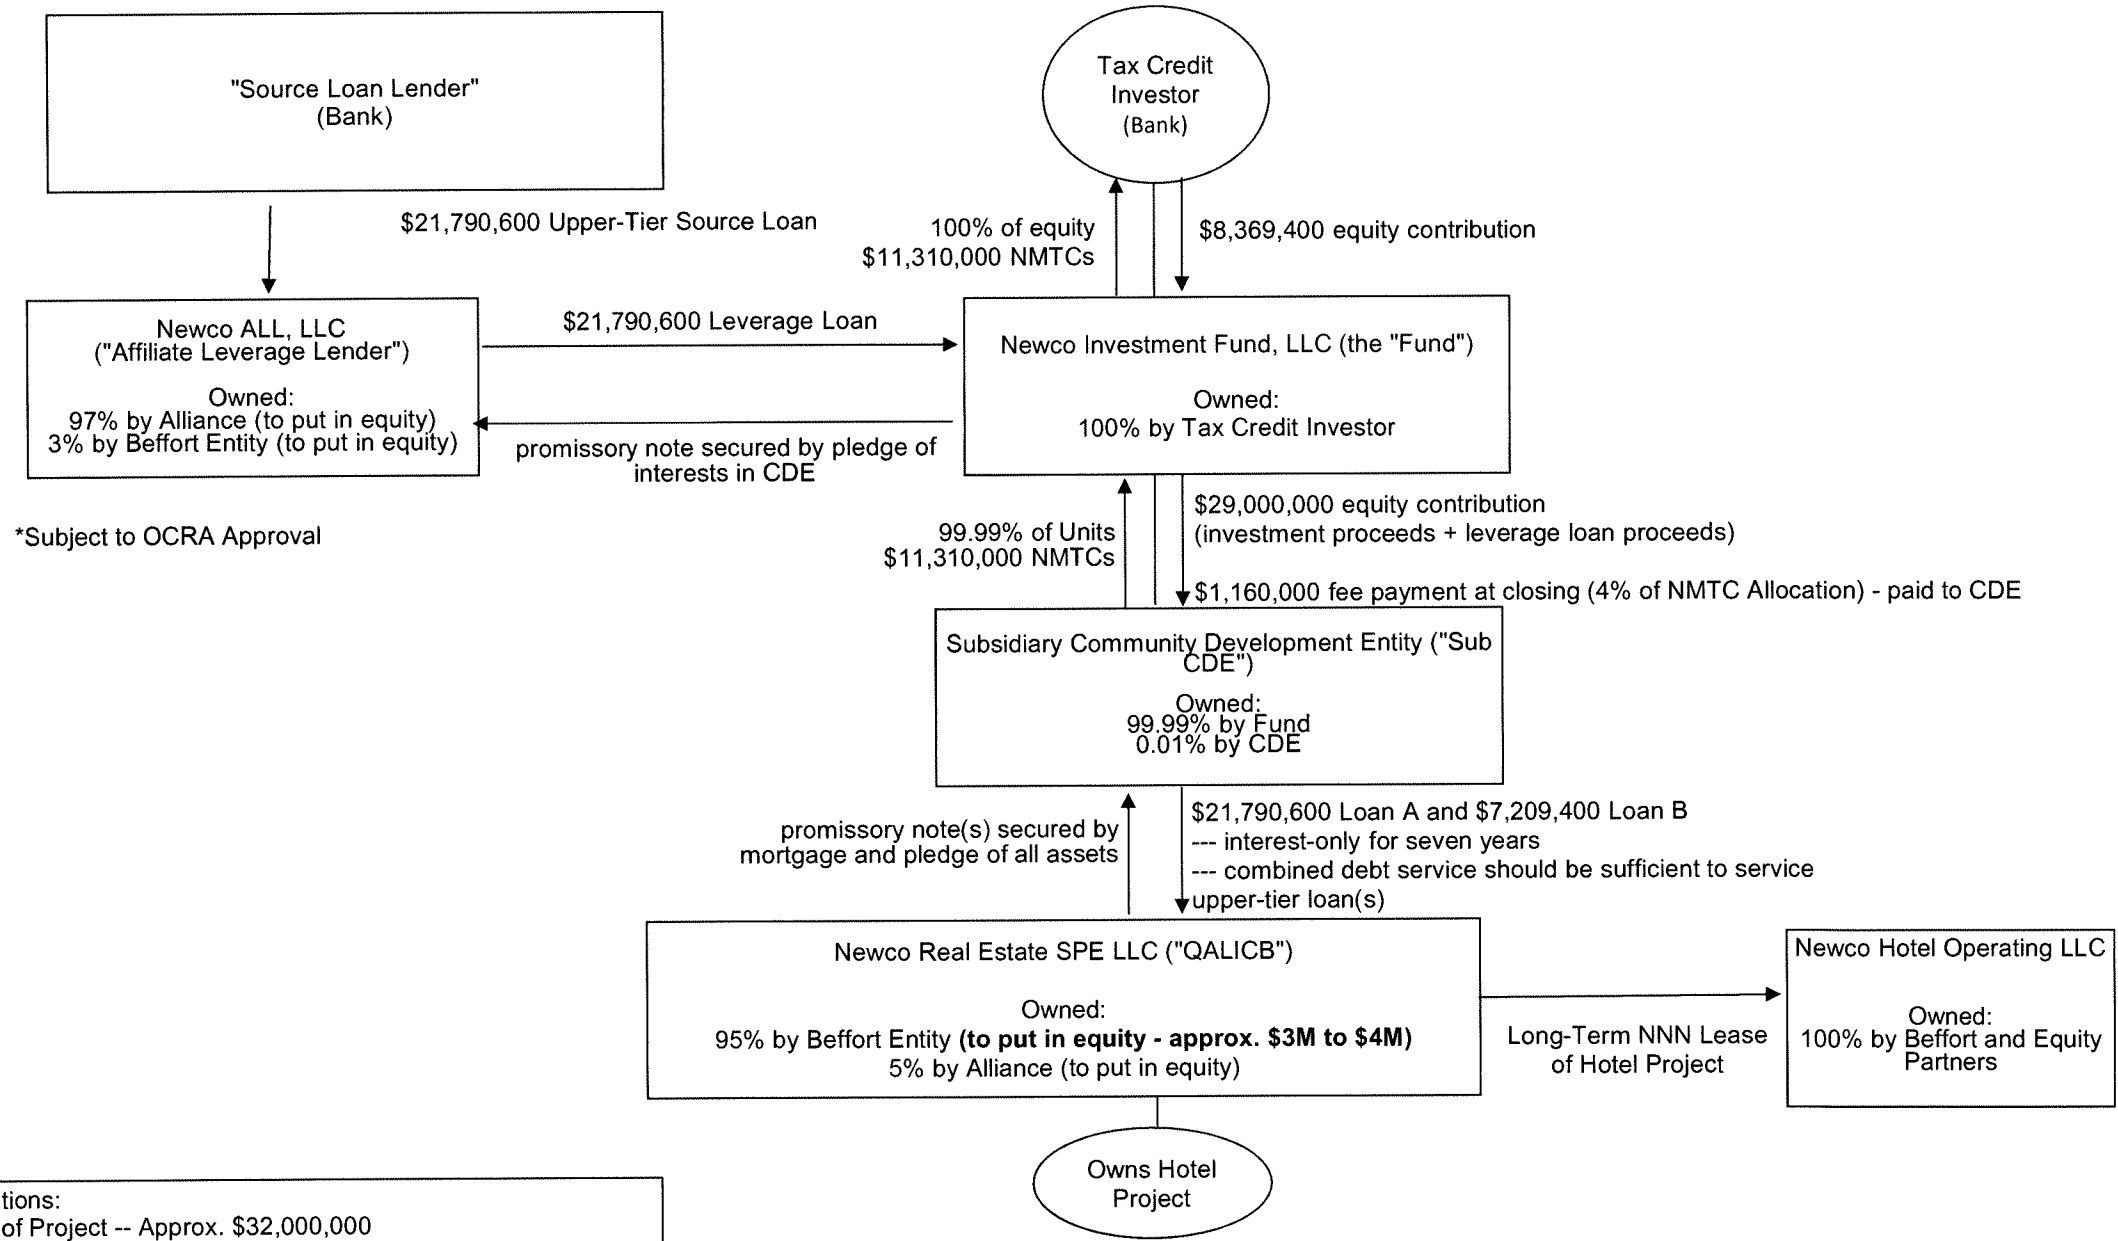 "Source Loan Lender"
(Bank)
Tax Credit
Investor
(Bank)
$21,790,600 Upper-Tier Source Loan
100% of equity
$11,310,000 NMTCs
$8,369,400 equity contribution
Newco ALL, LLC
("Affiliate Leverage Lender")
Owned:
97% by Alliance (to put in equity)
3% by Beffort Entity (to put in equity)
$21,790,600 Leverage Loan
promissory note secured by pledge of
interests in CDE
Newco Investment Fund, LLC (the "Fund")
Owned:
100% by Tax Credit Investor
*Subject to OCRA Approval
99.99% of Units
$11,310,000 NMTCs
$29,000,000 equity contribution
(investment proceeds + leverage loan proceeds)
$1,160,000 fee payment at closing (4% of NMTC Allocation) - paid to CDE
Subsidiary Community Development Entity ("Sub
CDE")
Owned:
99.99% by Fund
0.01% by CDE
promissory note(s) secured by
mortgage and pledge of all assets
$21,790,600 Loan A and $7,209,400 Loan B
--- interest-only for seven years
--- combined debt service should be sufficient to service
upper-tier loan(s)
Newco Real Estate SPE LLC ("QALICB")
Owned:
95% by Beffort Entity (to put in equity - approx. $3M to $4M)
5% by Alliance (to put in equity)
Long-Term NNN Lease
of Hotel Project
Newco Hotel Operating LLC
Owned:
100% by Beffort and Equity
Partners
Owns Hotel
Project
tions:
of Project -- Approx. $32,000,000